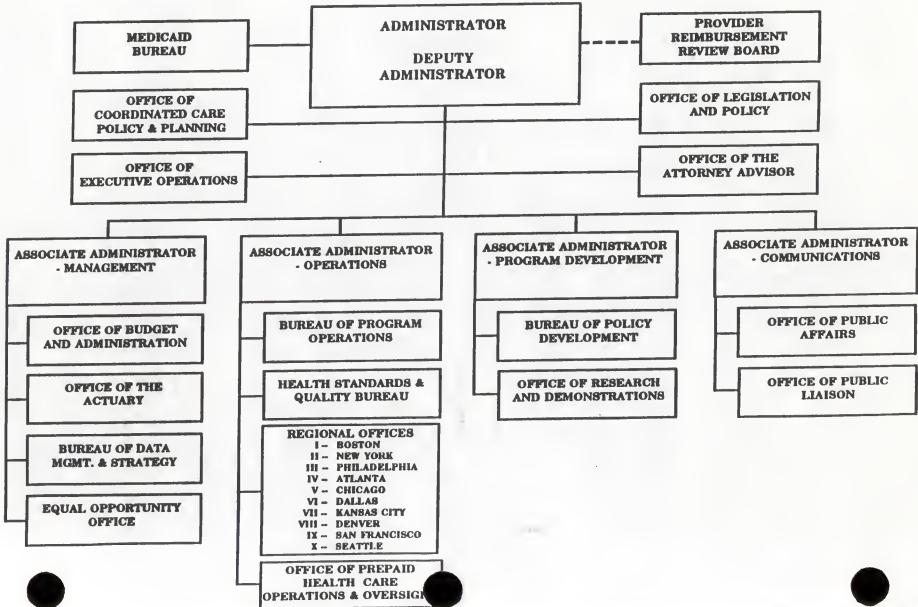 MEDICAID
BUREAU
ADMINISTRATOR
DEPUTY
ADMINISTRATOR
PROVIDER
REIMBURSEMENT
REVIEW BOARD
OFFICE OF
COORDINATED CARE
POLICY & PLANNING
OFFICE OF LEGISLATION
AND POLICY
OFFICE OF
EXECUTIVE OPERATIONS
OFFICE OF THE
ATTORNEY ADVISOR
ASSOCIATE ADMINISTRATOR
- MANAGEMENT
OFFICE OF BUDGET
AND ADMINISTRATION
OFFICE OF THE
ACTUARY
BUREAU OF DATA
MGMT. & STRATEGY
EQUAL OPPORTUNITY
OFFICE
ASSOCIATE ADMINISTRATOR
- OPERATIONS
BUREAU OF PROGRAM
OPERATIONS
HEALTH STANDARDS &
QUALITY BUREAU
REGIONAL OFFICES
I -- BOSTON
II -- NEW YORK
III -- PHILADELPHIA
IV -- ATLANTA
V -- CHICAGO
VI -- DALLAS
VII -- KANSAS CITY
VIII -- DENVER
IX -- SAN FRANCISCO
X -- SEATTLE
OFFICE OF PREPAID
HEALTH CARE
OPERATIONS & OVERSIGH
ASSOCIATE ADMINISTRATOR
- PROGRAM DEVELOPMENT
BUREAU OF POLICY
DEVELOPMENT
OFFICE OF RESEARCH
AND DEMONSTRATIONS
ASSOCIATE ADMINISTRATOR
- COMMUNICATIONS
OFFICE OF PUBLIC
AFFAIRS
OFFICE OF PUBLIC
LIAISON